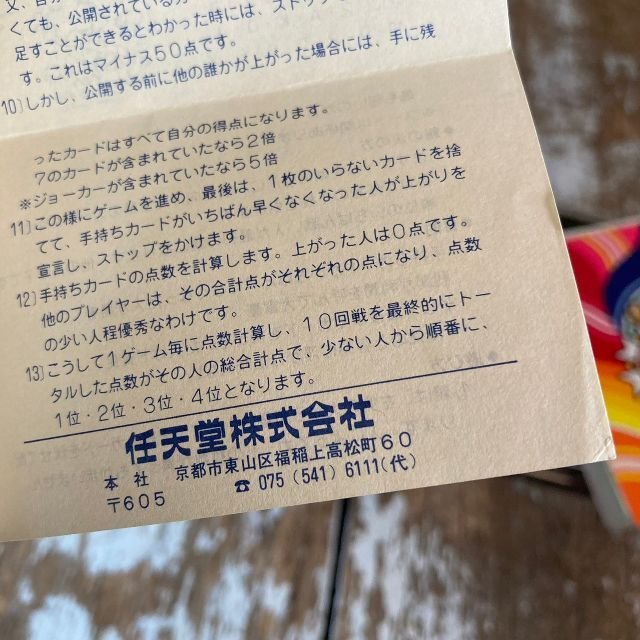 くても、公開されている
足すことができるとわかった時には、ストップ
す。これはマイナス50点です。
10)しかし、公開する前に他の誰かが上がった場合には、手に残
ったカードはすべて自分の得点になります。
7のカードが含まれていたなら2倍
※ジョーカーが含まれていたなら5倍
11)この様にゲームを進め、最後は、1枚のいらないカードを捨
てて、手持ちカードがいちばん早くなくなった人が上がりを
宣言し、ストップをかけます。
12)手持ちカードの点数を計算します。上がった人は0点です。
他のプレイヤーは、その合計点がそれぞれの点になり、点数
の少い人程優秀なわけです。
13)こうして1ゲーム毎に点数計算し、10回戦を最終的にトー
タルした点数がその人の総合計点で、少ない人から順番に、
1位・2位・3位・4位となります。
任天堂株式会社
本社 京都市東山区福稲上高松町60
〒605 ☎075(541)6111(代)